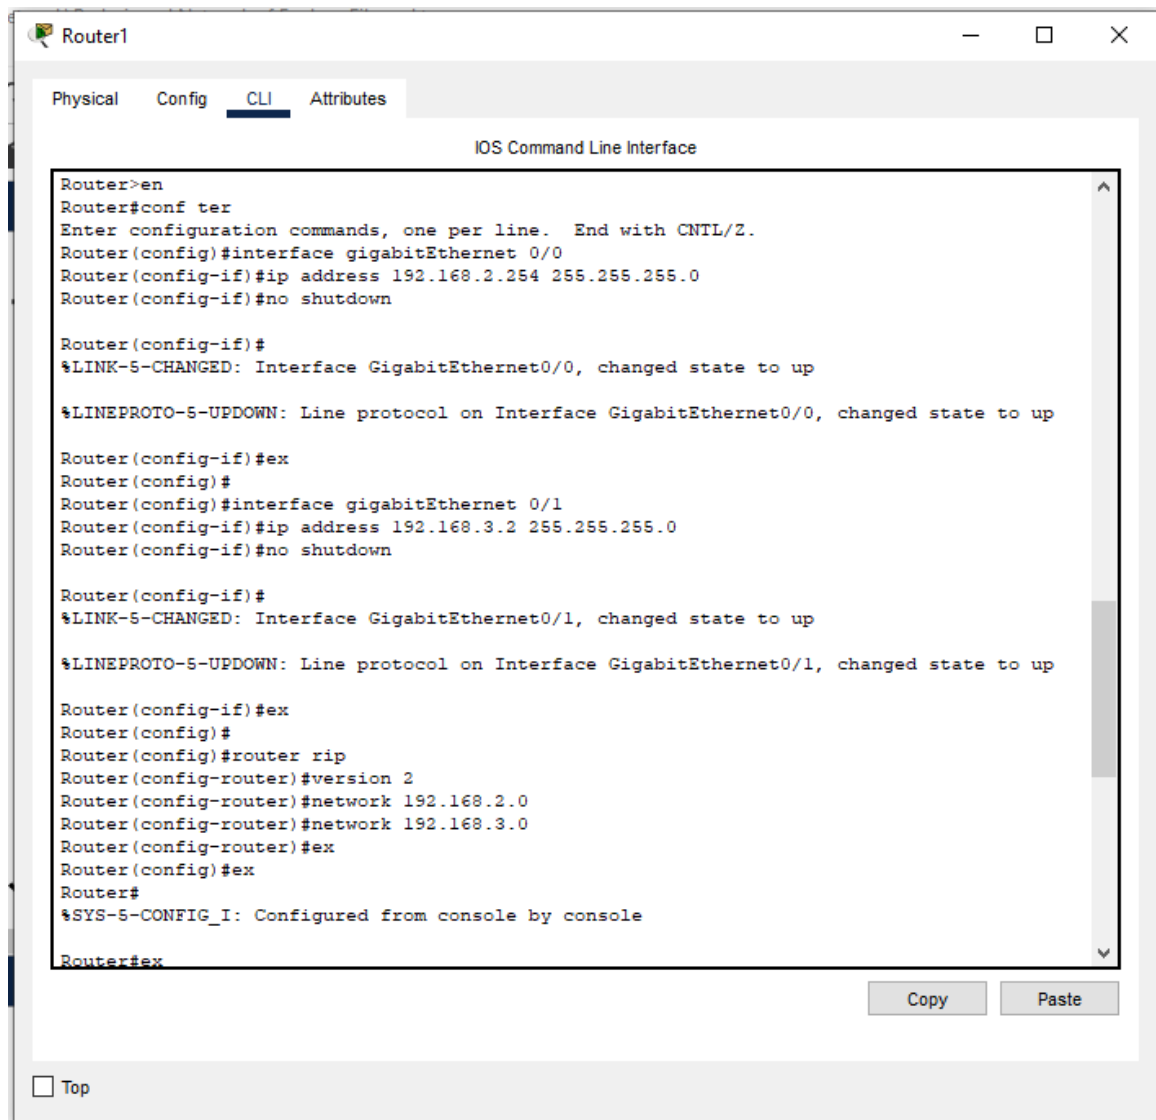 Router1
Physical Config CLI Attributes
IOS Command Line Interface
Router>en
Router#conf ter
Enter configuration commands, one per line.  End with CNTL/Z.
Router(config)#interface gigabitEthernet 0/0
Router(config-if)#ip address 192.168.2.254 255.255.255.0
Router(config-if)#no shutdown
Router(config-if)#
%LINK-5-CHANGED: Interface GigabitEthernet0/0, changed state to up
%LINEPROTO-5-UPDOWN: Line protocol on Interface GigabitEthernet0/0, changed state to up
Router(config-if)#ex
Router(config)#
Router(config)#interface gigabitEthernet 0/1
Router(config-if)#ip address 192.168.3.2 255.255.255.0
Router(config-if)#no shutdown
Router(config-if)#
%LINK-5-CHANGED: Interface GigabitEthernet0/1, changed state to up
%LINEPROTO-5-UPDOWN: Line protocol on Interface GigabitEthernet0/1, changed state to up
Router(config-if)#ex
Router(config)#
Router(config)#router rip
Router(config-router)#version 2
Router(config-router)#network 192.168.2.0
Router(config-router)#network 192.168.3.0
Router(config-router)#ex
Router(config)#ex
Router#
%SYS-5-CONFIG_I: Configured from console by console
Router#ex
Copy Paste
Top